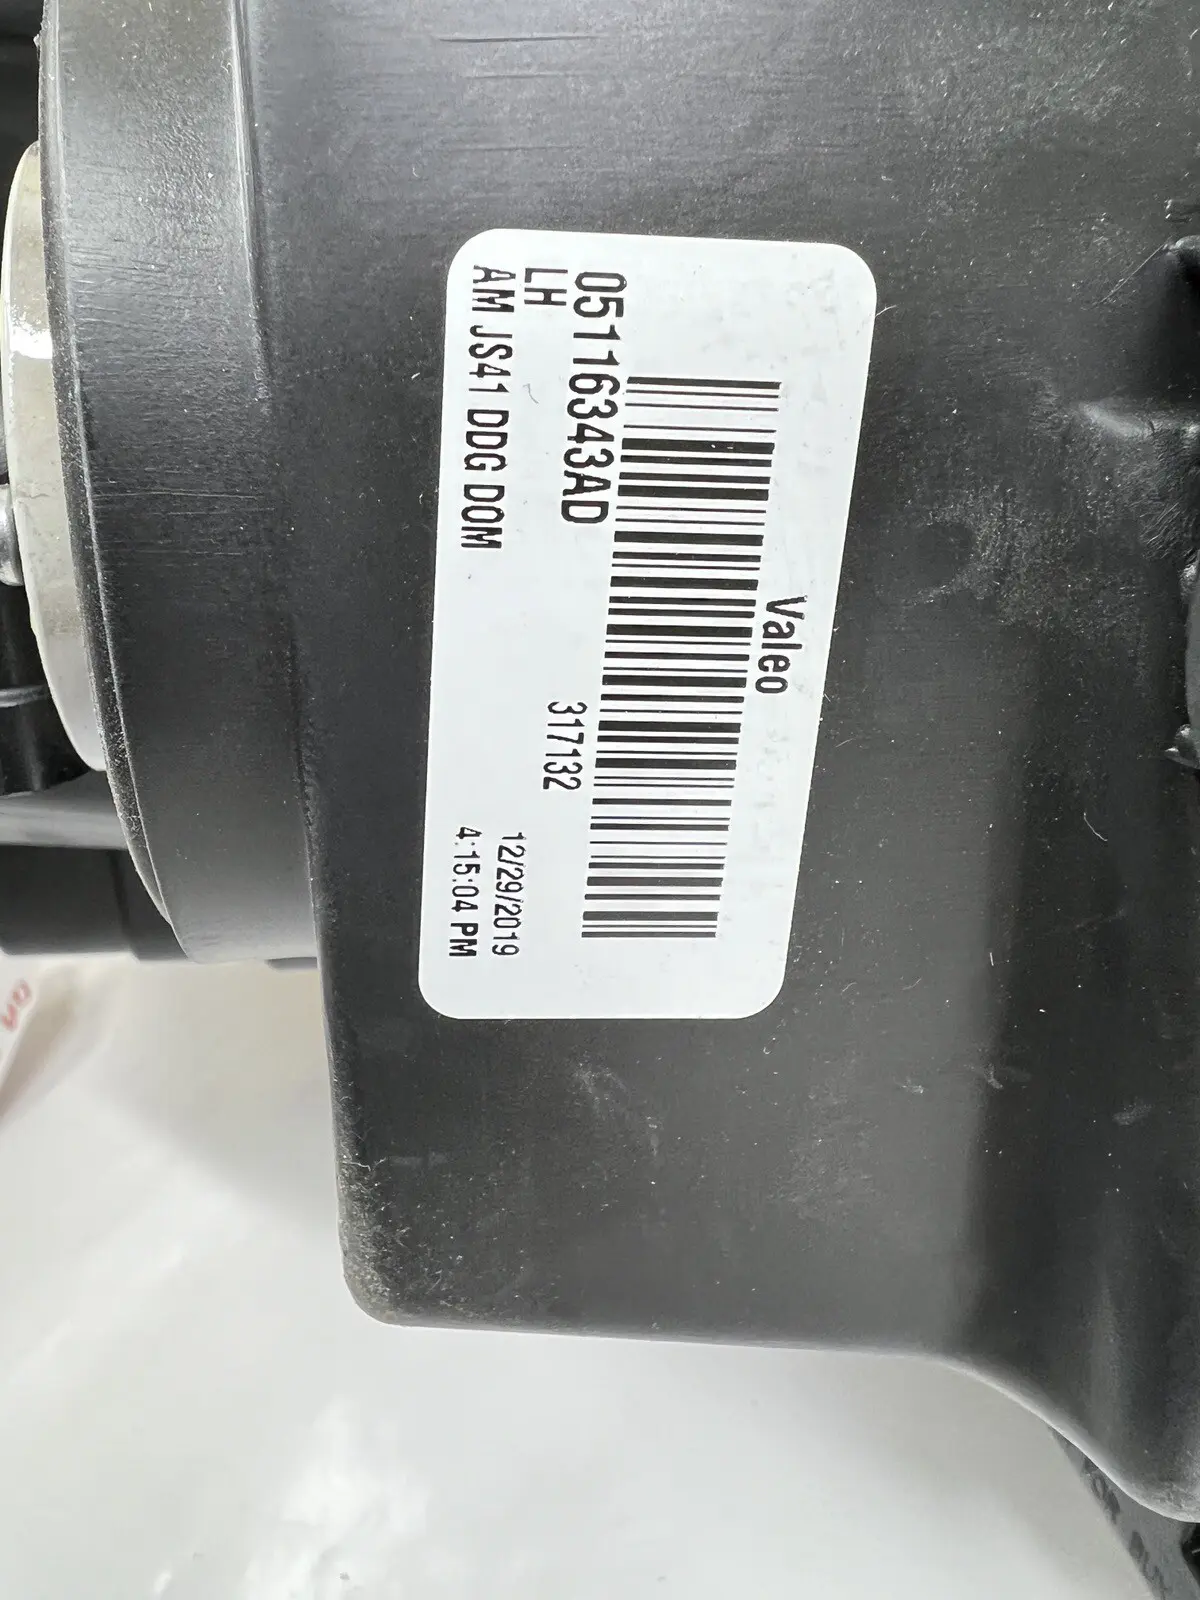 Valeo
05116343AD
LH
317132
AM JS41 DDG DOM
12/29/2019
4:15:04 PM